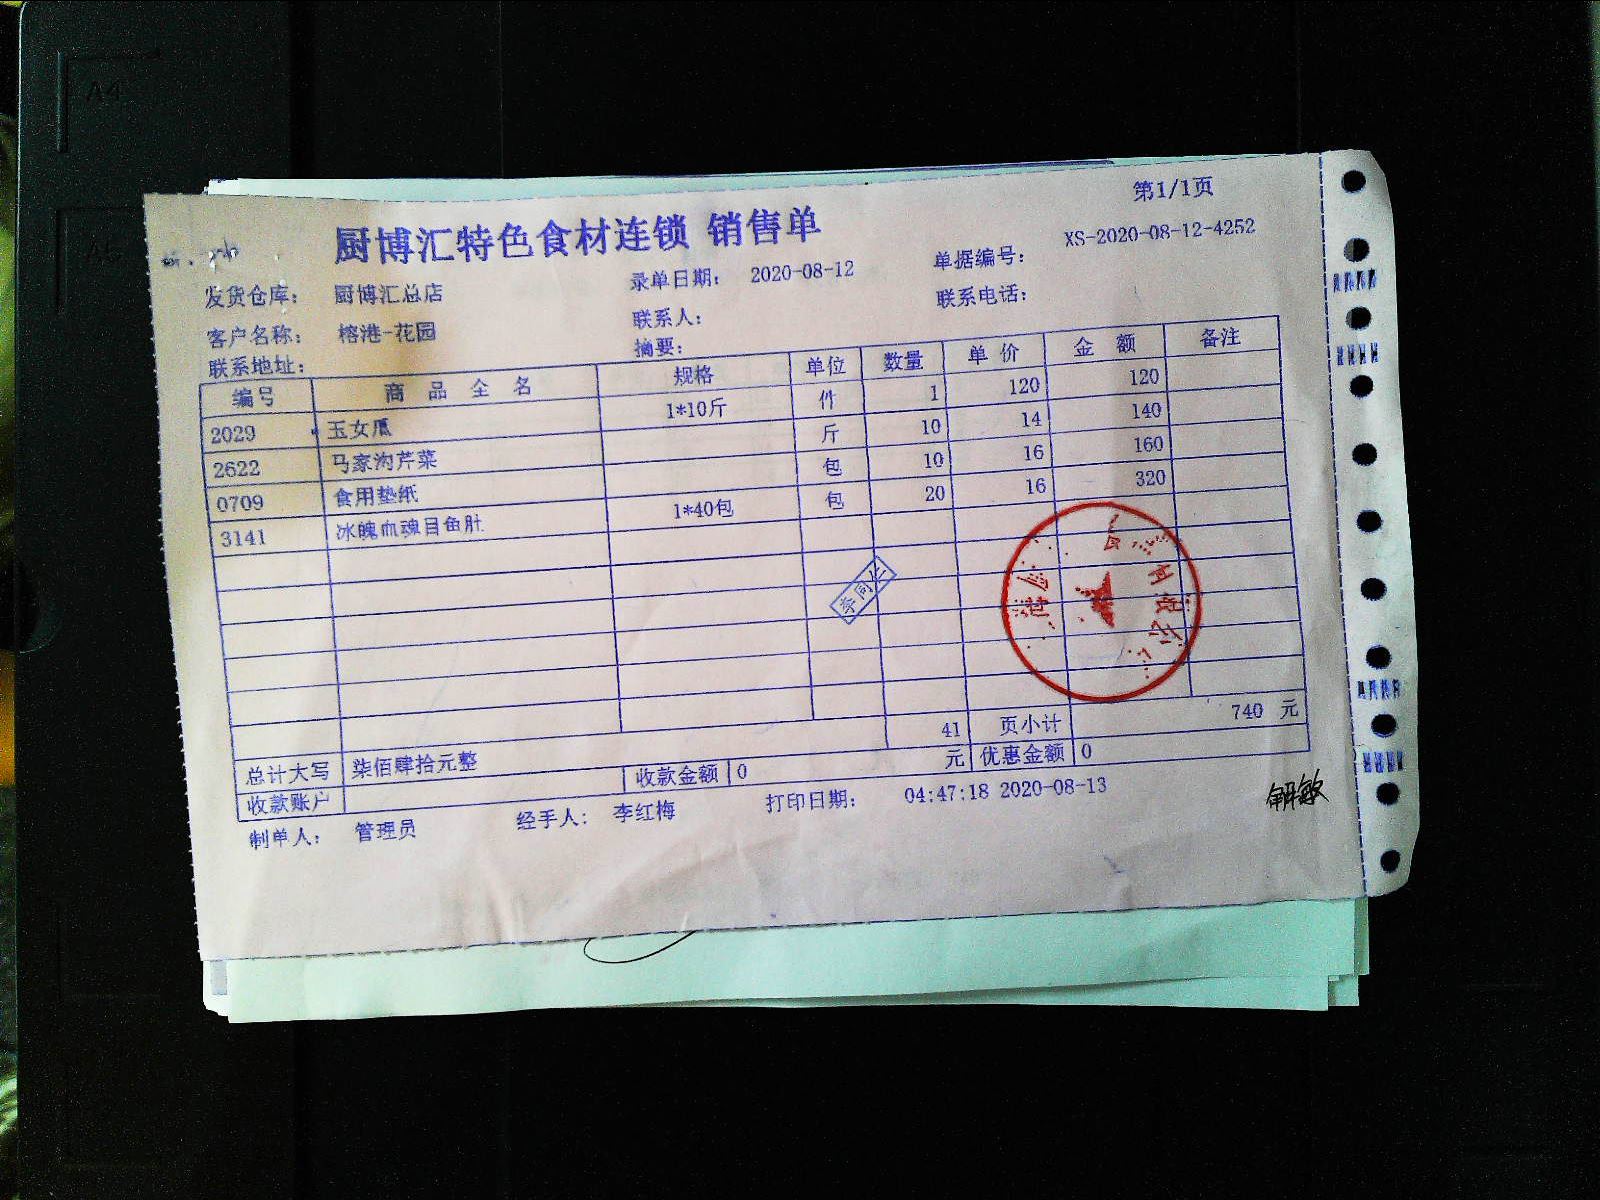 第1/1页
厨博汇特色食材连锁 销售单
发货仓库: 厨博汇总店 录单日期: 2020-08-12 单据编号: XS-2020-08-12-4252
客户名称: 榕港-花园 联系人: 联系电话:
联系地址: 摘要:
编号 商品全名 规格 单位 数量 单价 金额 备注
2029 玉女瓜 1*10斤 件 1 120 120
2622 马家沟芹菜 斤 10 14 140
0709 食用垫纸 包 10 16 160
3141 冰魄血魂目鱼肚 1*40包 包 20 16 320
李同长
41 页小计 740 元
总计大写 柒佰肆拾元整 元 优惠金额 0
收款账户 收款金额 0
制单人: 管理员 经手人: 李红梅 打印日期: 04:47:18 2020-08-13
A4
A5